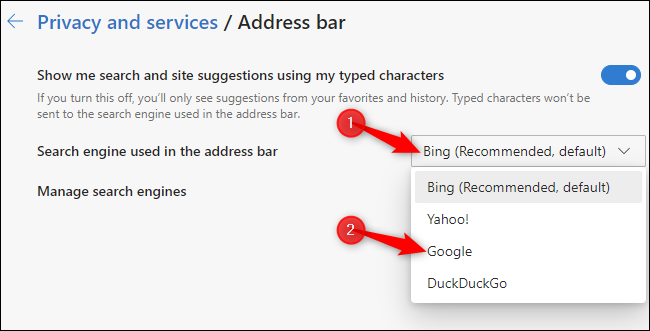 Privacy and services / Address bar
Show me search and site suggestions using my typed characters
If you turn this off, you'll only see suggestions from your favorites and history. Typed characters won't be
sent to the search engine used in the address bar.
1
Search engine used in the address bar
Bing (Recommended, default)
Manage search engines
Bing (Recommended, default)
Yahoo!
2
Google
DuckDuckGo